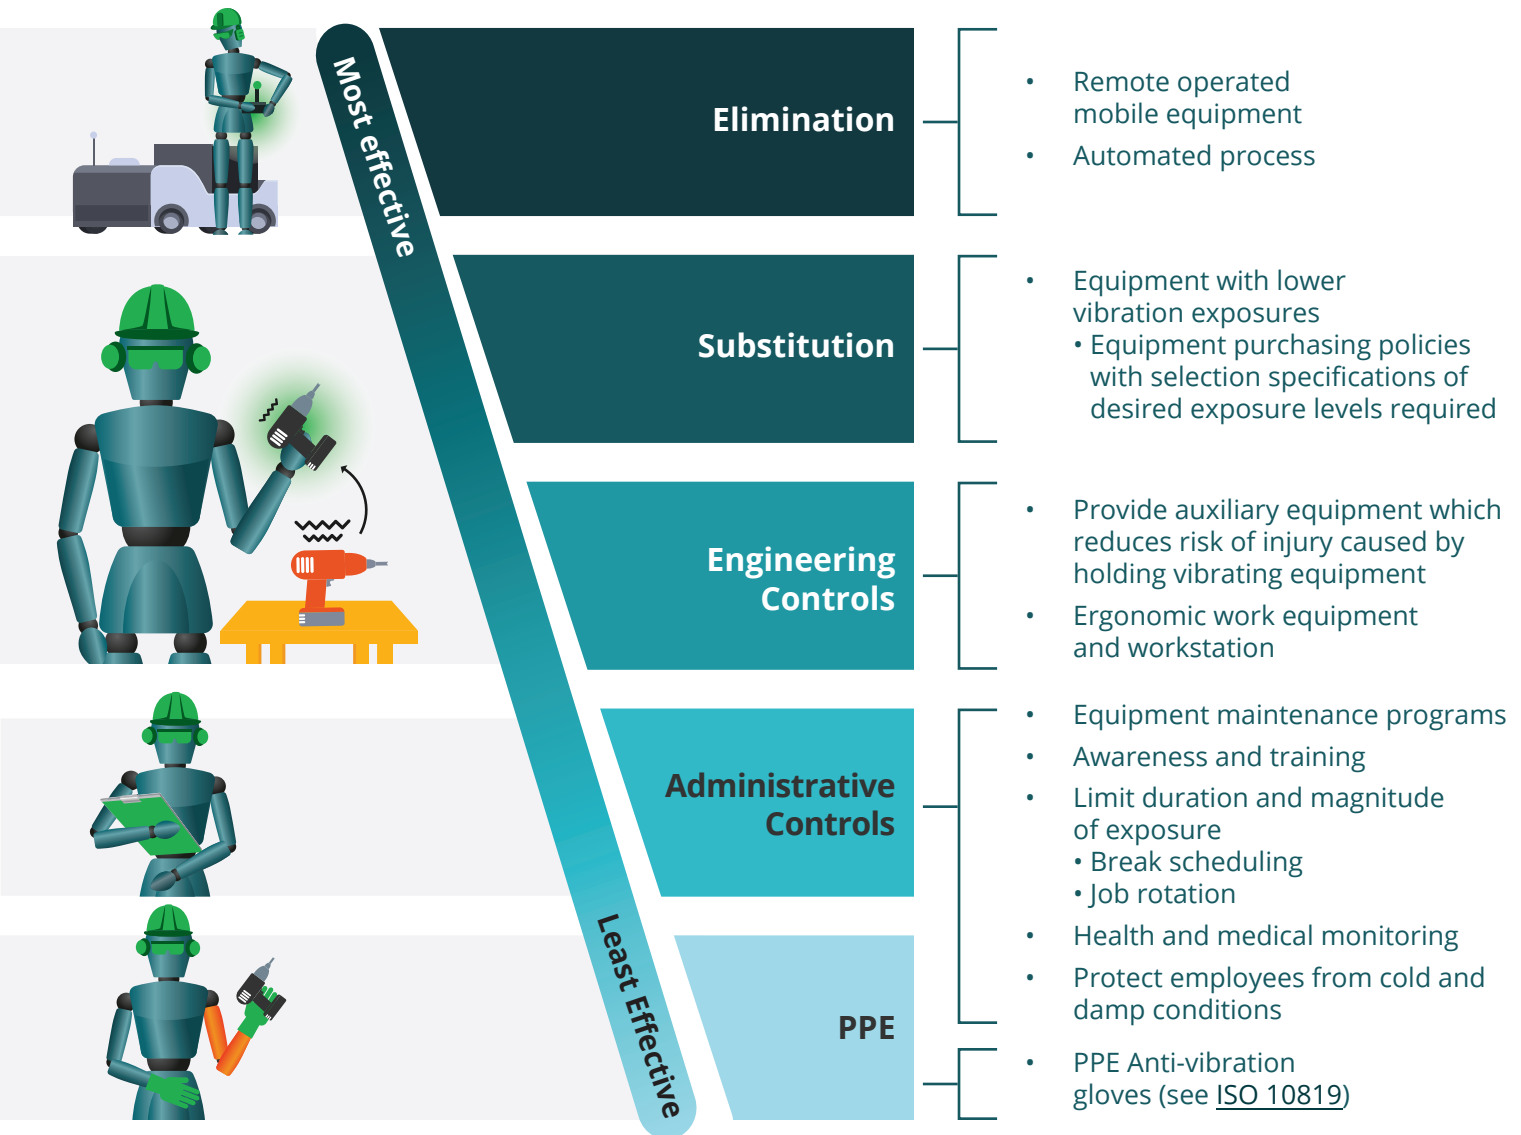 Most effective
Elimination
• Remote operated
mobile equipment
• Automated process
Substitution
• Equipment with lower
vibration exposures
• Equipment purchasing policies
with selection specifications of
desired exposure levels required
Engineering
Controls
• Provide auxiliary equipment which
reduces risk of injury caused by
holding vibrating equipment
• Ergonomic work equipment
and workstation
Administrative
Controls
• Equipment maintenance programs
• Awareness and training
• Limit duration and magnitude
of exposure
• Break scheduling
• Job rotation
• Health and medical monitoring
• Protect employees from cold and
damp conditions
Least Effective
PPE
• PPE Anti-vibration
gloves (see ISO 10819)